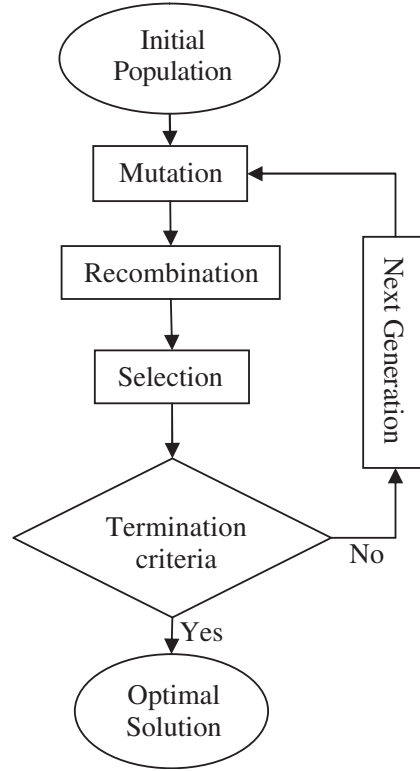 Initial
Population
Mutation
Recombination
Next Generation
Selection
Termination
criteria
No
Yes
Optimal
Solution